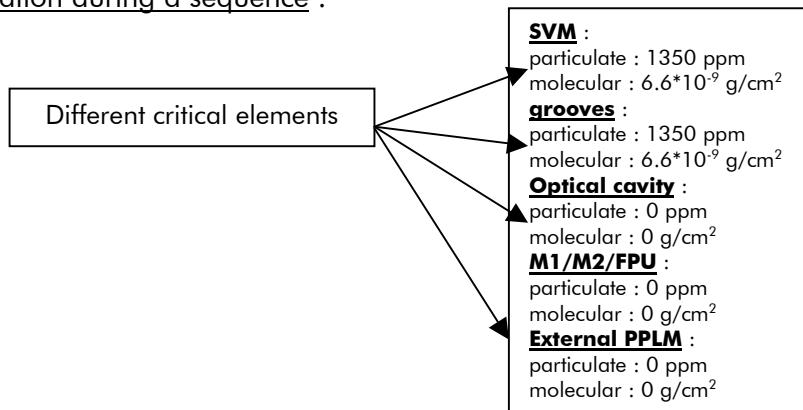 during a sequence :
SVM :
particulate : 1350 ppm
molecular : 6.6*10-9 g/cm2
Different critical elements
grooves :
particulate : 1350 ppm
molecular : 6.6*10-9 g/cm2
Optical cavity :
particulate : 0 ppm
molecular : 0 g/cm2
M1/M2/FPU :
particulate : 0 ppm
molecular : 0 g/cm2
External PPLM :
particulate : 0 ppm
molecular : 0 g/cm2